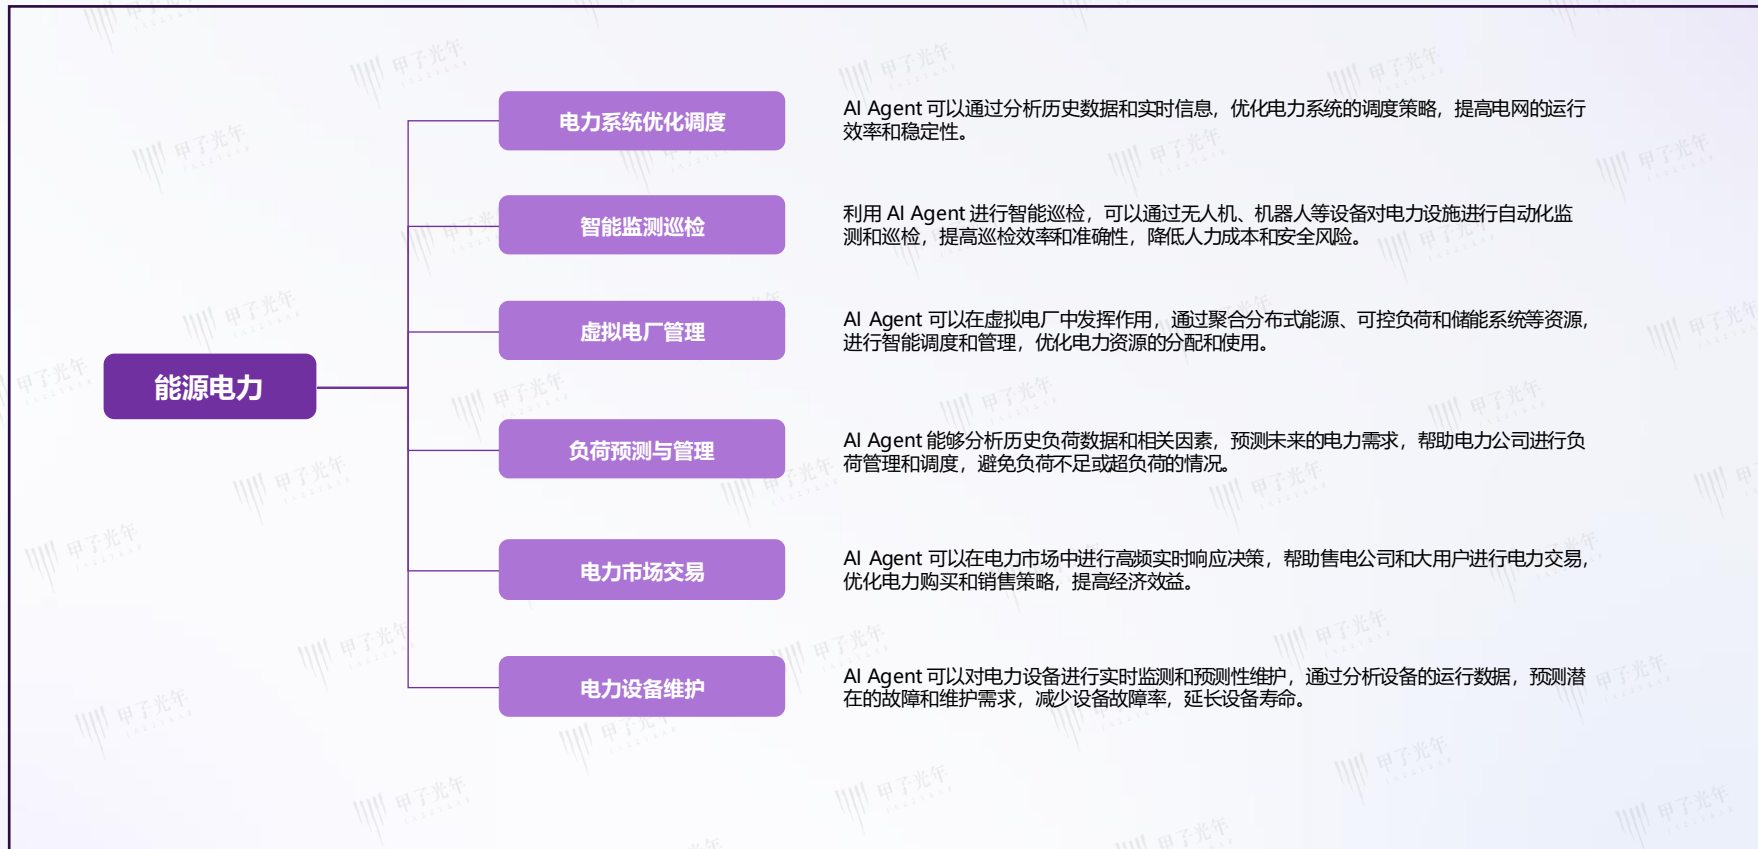 能源电力
电力系统优化调度
AI Agent 可以通过分析历史数据和实时信息，优化电力系统的调度策略，提高电网的运行
效率和稳定性。
智能监测巡检
利用 AI Agent 进行智能巡检，可以通过无人机、机器人等设备对电力设施进行自动化监
测和巡检，提高巡检效率和准确性，降低人力成本和安全风险。
虚拟电厂管理
AI Agent 可以在虚拟电厂中发挥作用，通过聚合分布式能源、可控负荷和储能系统等资源，
进行智能调度和管理，优化电力资源的分配和使用。
负荷预测与管理
AI Agent 能够分析历史负荷数据和相关因素，预测未来的电力需求，帮助电力公司进行负
荷管理和调度，避免负荷不足或超负荷的情况。
电力市场交易
AI Agent 可以在电力市场中进行高频实时响应决策，帮助售电公司和大用户进行电力交易，
优化电力购买和销售策略，提高经济效益。
电力设备维护
AI Agent 可以对电力设备进行实时监测和预测性维护，通过分析设备的运行数据，预测潜
在的故障和维护需求，减少设备故障率，延长设备寿命。
甲子光年